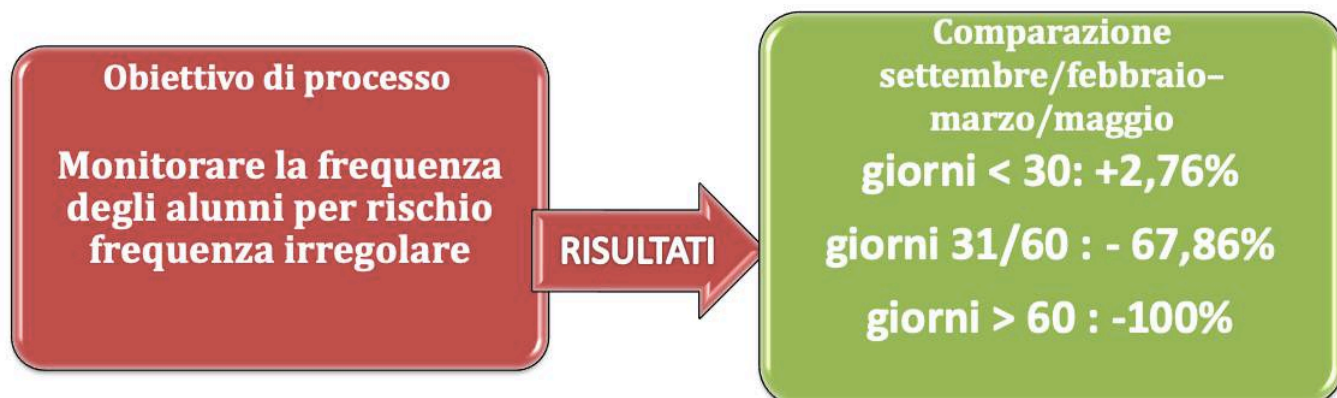 Obiettivo di processo
Monitorare la frequenza
degli alunni per rischio
frequenza irregolare
RISULTATI
Comparazione
settembre/febbraio–
marzo/maggio
giorni < 30: +2,76%
giorni 31/60 : - 67,86%
giorni > 60 : -100%